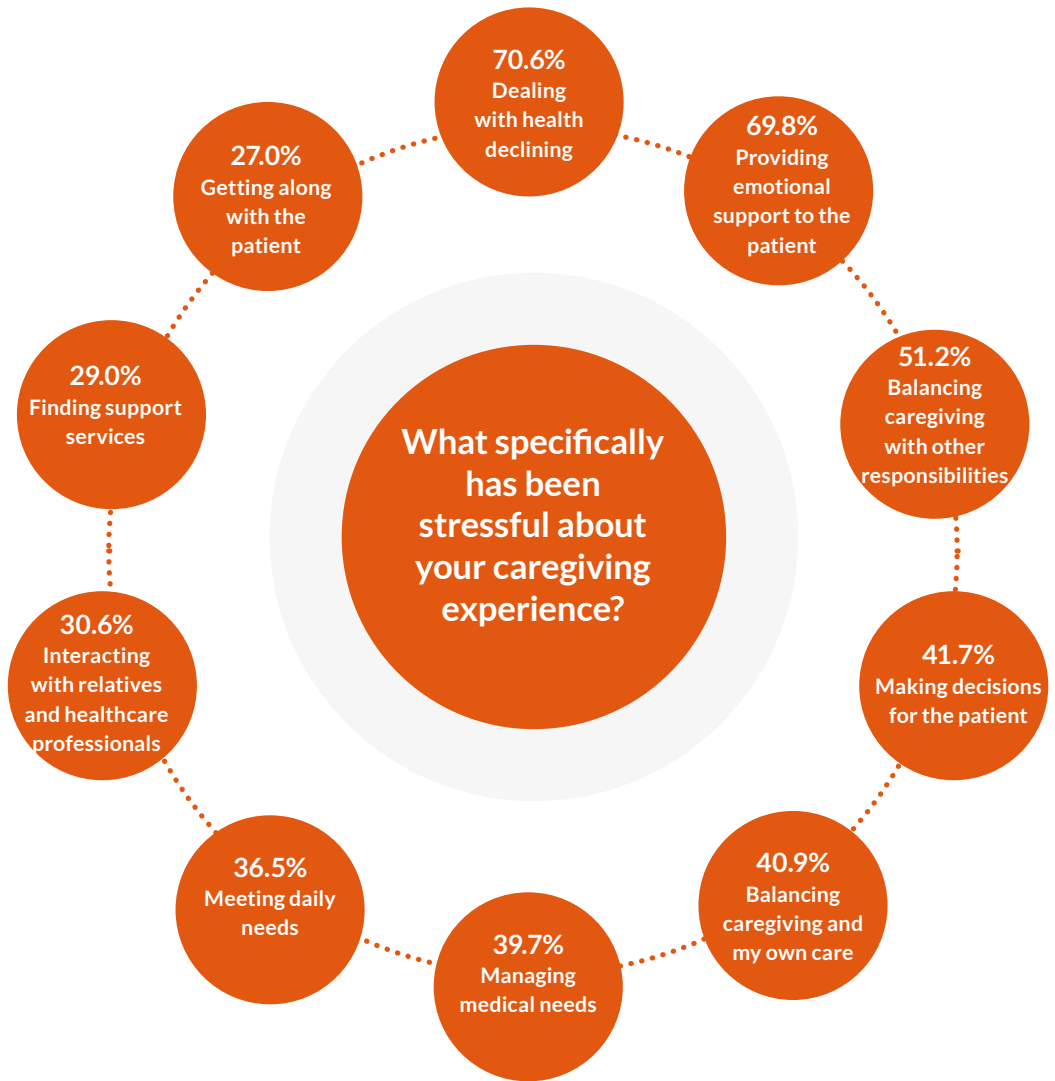 70.6%
Dealing
with health
declining
69.8%
Providing
emotional
support to the
patient
51.2%
Balancing
caregiving
with other
responsibilities
41.7%
Making decisions
for the patient
40.9%
Balancing
caregiving and
my own care
39.7%
Managing
medical needs
36.5%
Meeting daily
needs
30.6%
Interacting
with relatives
and healthcare
professionals
29.0%
Finding support
services
27.0%
Getting along
with the
patient
What specifically
has been
stressful about
your caregiving
experience?